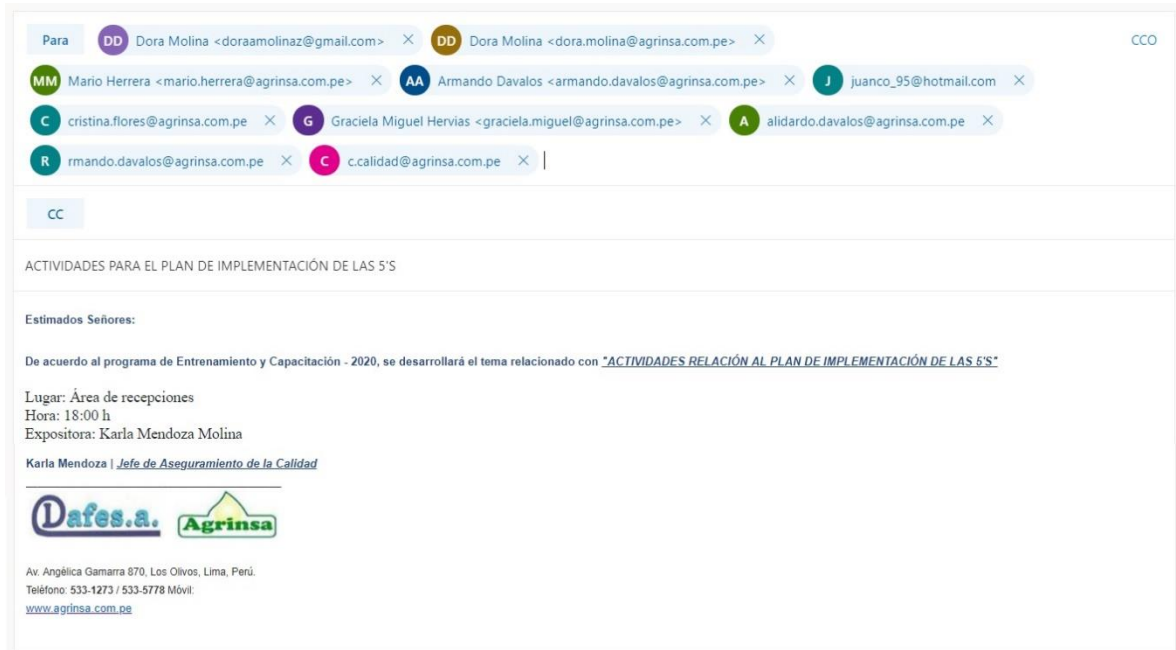 Para DD Dora Molina <doraamolinaz@gmail.com> × DD Dora Molina <dora.molina@agrinsa.com.pe> × CCO
MM Mario Herrera <mario.herrera@agrinsa.com.pe> × AA Armando Davalos <armando.davalos@agrinsa.com.pe> × J juanco_95@hotmail.com ×
C cristina.flores@agrinsa.com.pe × G Graciela Miguel Hervias <graciela.miguel@agrinsa.com.pe> × A alidardo.davalos@agrinsa.com.pe ×
R rmando.davalos@agrinsa.com.pe × C c.calidad@agrinsa.com.pe ×
CC
ACTIVIDADES PARA EL PLAN DE IMPLEMENTACIÓN DE LAS 5'S
Estimados Señores:
De acuerdo al programa de Entrenamiento y Capacitación - 2020, se desarrollará el tema relacionado con "ACTIVIDADES RELACIÓN AL PLAN DE IMPLEMENTACIÓN DE LAS 5'S"
Lugar: Área de recepciones
Hora: 18:00 h
Expositora: Karla Mendoza Molina
Karla Mendoza | Jefe de Aseguramiento de la Calidad
Dafes.a. Agrinsa
Av. Angélica Gamarra 870, Los Olivos, Lima, Perú.
Teléfono: 533-1273 / 533-5778 Móvil:
www.agrinsa.com.pe